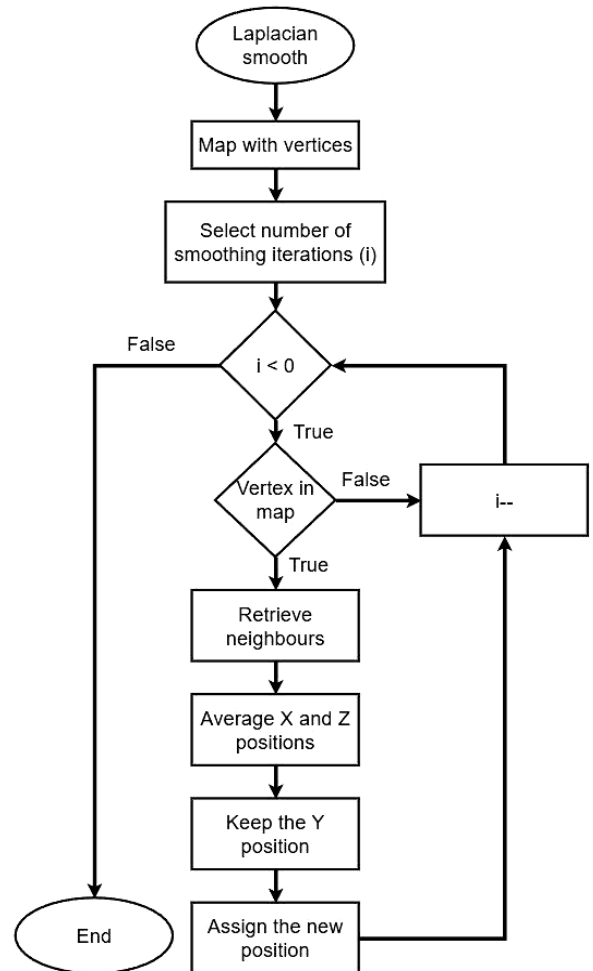 Laplacian
smooth
Map with vertices
Select number of
smoothing iterations (i)
False
i < 0
True
Vertex in
map
False
i--
True
Retrieve
neighbours
Average X and Z
positions
Keep the Y
position
End
Assign the new
position